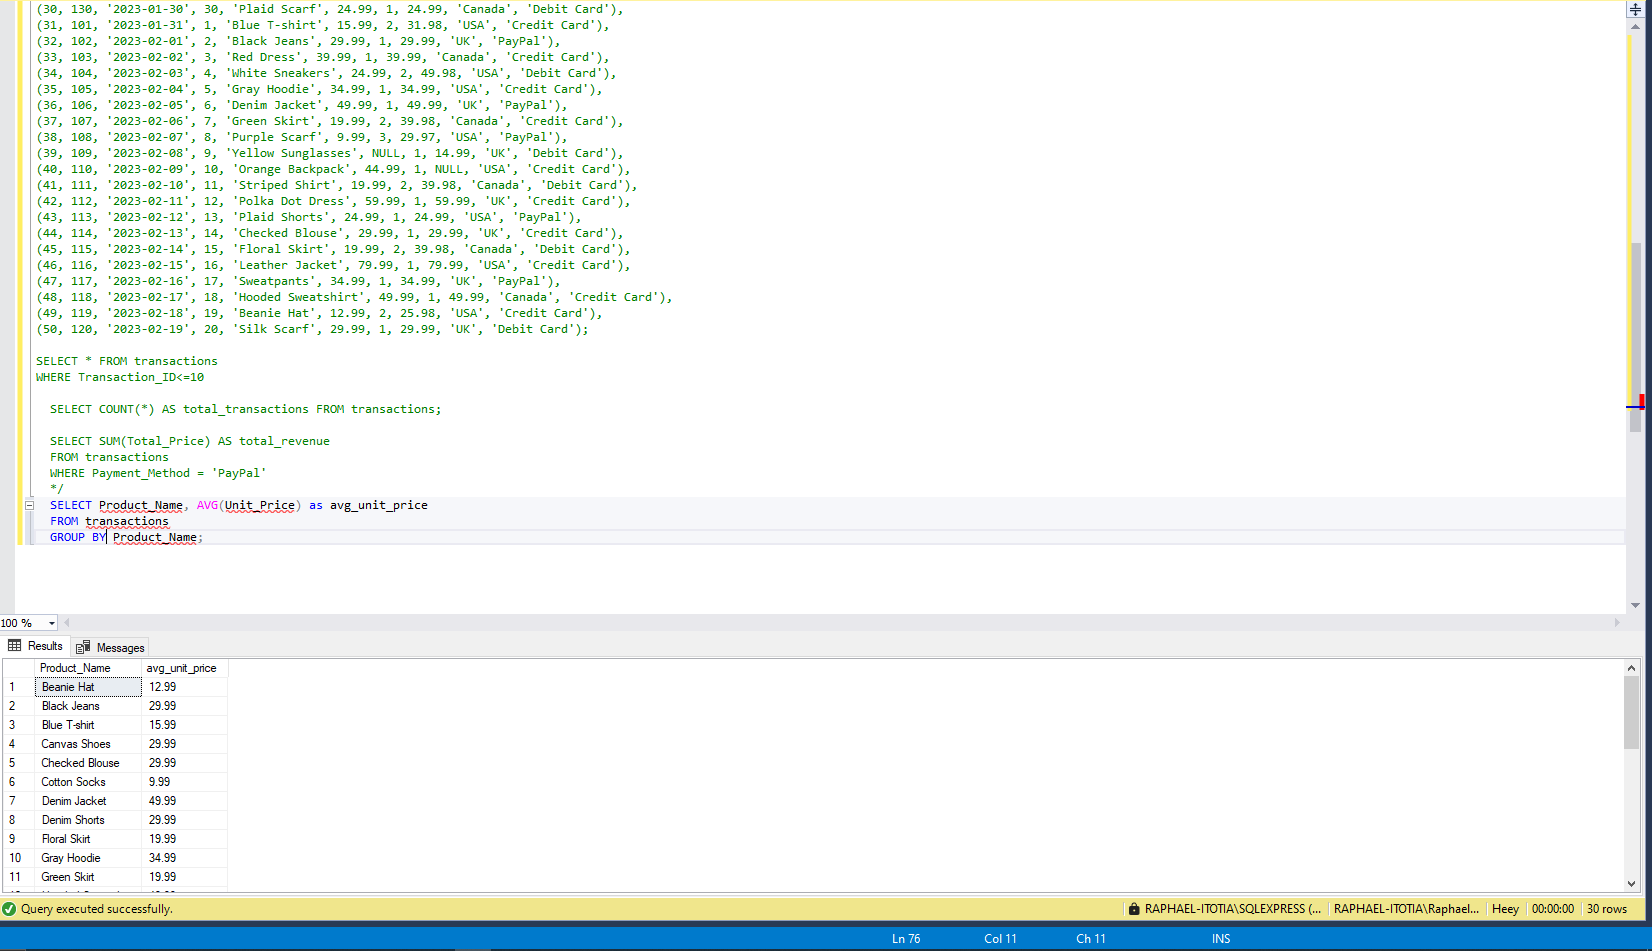 (30, 130, '2023-01-30', 30, 'Plaid Scarf', 24.99, 1, 24.99, 'Canada', 'Debit Card'),
(31, 101, '2023-01-31', 1, 'Blue T-shirt', 15.99, 2, 31.98, 'USA', 'Credit Card'),
(32, 102, '2023-02-01', 2, 'Black Jeans', 29.99, 1, 29.99, 'UK', 'PayPal'),
(33, 103, '2023-02-02', 3, 'Red Dress', 39.99, 1, 39.99, 'Canada', 'Credit Card'),
(34, 104, '2023-02-03', 4, 'White Sneakers', 24.99, 2, 49.98, 'USA', 'Debit Card'),
(35, 105, '2023-02-04', 5, 'Gray Hoodie', 34.99, 1, 34.99, 'USA', 'Credit Card'),
(36, 106, '2023-02-05', 6, 'Denim Jacket', 49.99, 1, 49.99, 'UK', 'PayPal'),
(37, 107, '2023-02-06', 7, 'Green Skirt', 19.99, 2, 39.98, 'Canada', 'Credit Card'),
(38, 108, '2023-02-07', 8, 'Purple Scarf', 9.99, 3, 29.97, 'USA', 'PayPal'),
(39, 109, '2023-02-08', 9, 'Yellow Sunglasses', NULL, 1, 14.99, 'UK', 'Debit Card'),
(40, 110, '2023-02-09', 10, 'Orange Backpack', 44.99, 1, NULL, 'USA', 'Credit Card'),
(41, 111, '2023-02-10', 11, 'Striped Shirt', 19.99, 2, 39.98, 'Canada', 'Debit Card'),
(42, 112, '2023-02-11', 12, 'Polka Dot Dress', 59.99, 1, 59.99, 'UK', 'Credit Card'),
(43, 113, '2023-02-12', 13, 'Plaid Shorts', 24.99, 1, 24.99, 'USA', 'PayPal'),
(44, 114, '2023-02-13', 14, 'Checked Blouse', 29.99, 1, 29.99, 'UK', 'Credit Card'),
(45, 115, '2023-02-14', 15, 'Floral Skirt', 19.99, 2, 39.98, 'Canada', 'Debit Card'),
(46, 116, '2023-02-15', 16, 'Leather Jacket', 79.99, 1, 79.99, 'USA', 'Credit Card'),
(47, 117, '2023-02-16', 17, 'Sweatpants', 34.99, 1, 34.99, 'UK', 'PayPal'),
(48, 118, '2023-02-17', 18, 'Hooded Sweatshirt', 49.99, 1, 49.99, 'Canada', 'Credit Card'),
(49, 119, '2023-02-18', 19, 'Beanie Hat', 12.99, 2, 25.98, 'USA', 'Credit Card'),
(50, 120, '2023-02-19', 20, 'Silk Scarf', 29.99, 1, 29.99, 'UK', 'Debit Card');
SELECT * FROM transactions
WHERE Transaction_ID<=10
SELECT COUNT(*) AS total_transactions FROM transactions;
SELECT SUM(Total_Price) AS total_revenue
FROM transactions
WHERE Payment_Method = 'PayPal'
*/
SELECT Product_Name, AVG(Unit_Price) as avg_unit_price
FROM transactions
GROUP BY Product_Name;
100 %
Results Messages
Product_Name avg_unit_price
1 Beanie Hat 12.99
2 Black Jeans 29.99
3 Blue T-shirt 15.99
4 Canvas Shoes 29.99
5 Checked Blouse 29.99
6 Cotton Socks 9.99
7 Denim Jacket 49.99
8 Denim Shorts 29.99
9 Floral Skirt 19.99
10 Gray Hoodie 34.99
11 Green Skirt 19.99
Query executed successfully. RAPHAEL-ITOTIA\SQLEXPRESS (... RAPHAEL-ITOTIA\Raphael... Heey 00:00:00 30 rows
Ln 76 Col 11 Ch 11 INS